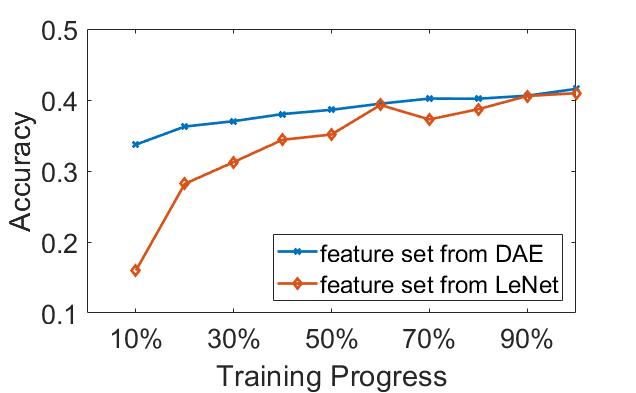 0.5
0.4
0.3
0.2
0.1
Accuracy
feature set from DAE
feature set from LeNet
10% 30% 50% 70% 90%
Training Progress